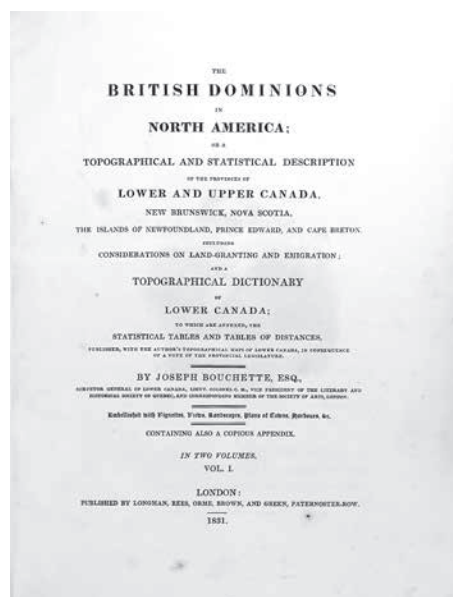 THE
BRITISH DOMINIONS
IN
NORTH AMERICA;
OR A
TOPOGRAPHICAL AND STATISTICAL DESCRIPTION
OF THE PROVINCES OF
LOWER AND UPPER CANADA,
NEW BRUNSWICK, NOVA SCOTIA,
THE ISLANDS OF NEWFOUNDLAND, PRINCE EDWARD, AND CAPE BRETON.
INCLUDING
CONSIDERATIONS ON LAND-GRANTING AND EMIGRATION;
AND A
TOPOGRAPHICAL DICTIONARY
OF
LOWER CANADA;
TO WHICH ARE ANNEXED, THE
STATISTICAL TABLES AND TABLES OF DISTANCES,
PUBLISHED, WITH THE AUTHOR'S TOPOGRAPHICAL MAPS OF LOWER CANADA, IN CONSEQUENCE
OF A VOTE OF THE PROVINCIAL LEGISLATURE.
BY JOSEPH BOUCHETTE, ESQ.,
SURVEYOR GENERAL OF LOWER CANADA, LIEUT. COLONEL C. M., VICE PRESIDENT OF THE LITERARY AND
HISTORICAL SOCIETY OF QUEBEC, AND CORRESPONDING MEMBER OF THE SOCIETY OF ARTS, LONDON.
Embellished with Vignettes, Views, Landscapes, Plans of Towns, Harbours, &c.
CONTAINING ALSO A COPIOUS APPENDIX.
IN TWO VOLUMES.
VOL. I.
LONDON:
PUBLISHED BY LONGMAN, REES, ORME, BROWN, AND GREEN, PATERNOSTER-ROW.
1831.